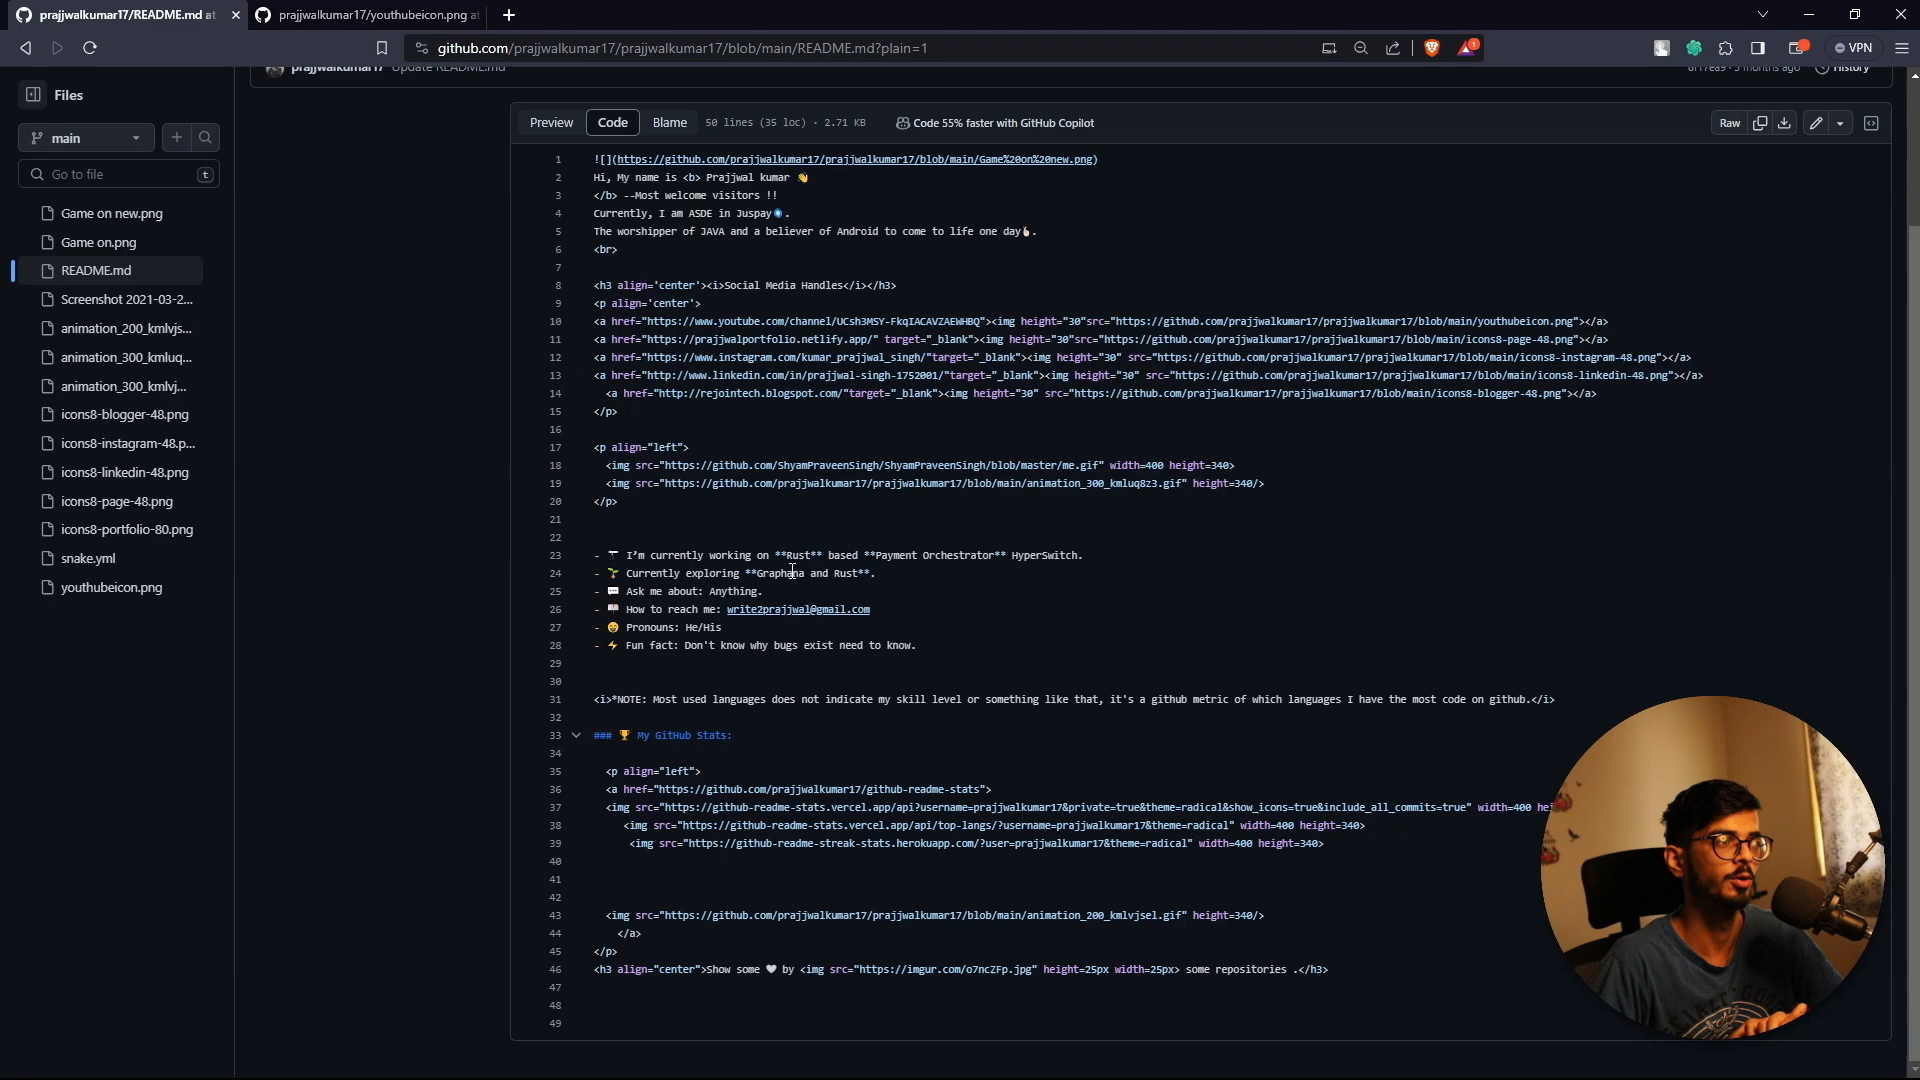 prajjwalkumar17/README.md at
prajjwalkumar17/youthubeicon.png at
github.com/prajjwalkumar17/prajjwalkumar17/blob/main/README.md?plain=1
1
VPN
prajjwalkumar17 Update README.md
5 months ago History
Files
main
Go to file t
Game on new.png
Game on.png
README.md
Screenshot 2021-03-2...
animation_200_kmlvjs...
animation_300_kmluq...
animation_300_kmlvj...
icons8-blogger-48.png
icons8-instagram-48.p...
icons8-linkedin-48.png
icons8-page-48.png
icons8-portfolio-80.png
snake.yml
youthubeicon.png
Preview Code Blame 50 lines (35 loc) · 2.71 KB Code 55% faster with GitHub Copilot Raw
1 ![](https://github.com/prajjwalkumar17/prajjwalkumar17/blob/main/Game%20on%20new.png)
2 Hi, My name is <b> Prajjwal kumar 👋
3 </b> --Most welcome visitors !!
4 Currently, I am ASDE in Juspay🧿.
5 The worshipper of JAVA and a believer of Android to come to life one day👆🏻.
6 <br>
7
8 <h3 align='center'><i>Social Media Handles</i></h3>
9 <p align='center'>
10 <a href="https://www.youtube.com/channel/UCsh3MSY-FkqIACAVZAEWHBQ"><img height="30"src="https://github.com/prajjwalkumar17/prajjwalkumar17/blob/main/youthubeicon.png"></a>
11 <a href="https://prajjwalportfolio.netlify.app/" target="_blank"><img height="30"src="https://github.com/prajjwalkumar17/prajjwalkumar17/blob/main/icons8-page-48.png"></a>
12 <a href="https://www.instagram.com/kumar_prajjwal_singh/"target="_blank"><img height="30" src="https://github.com/prajjwalkumar17/prajjwalkumar17/blob/main/icons8-instagram-48.png"></a>
13 <a href="http://www.linkedin.com/in/prajjwal-singh-1752001/"target="_blank"><img height="30" src="https://github.com/prajjwalkumar17/prajjwalkumar17/blob/main/icons8-linkedin-48.png"></a>
14 <a href="http://rejointech.blogspot.com/"target="_blank"><img height="30" src="https://github.com/prajjwalkumar17/prajjwalkumar17/blob/main/icons8-blogger-48.png"></a>
15 </p>
16
17 <p align="left">
18 <img src="https://github.com/ShyamPraveenSingh/ShyamPraveenSingh/blob/master/me.gif" width=400 height=340>
19 <img src="https://github.com/prajjwalkumar17/prajjwalkumar17/blob/main/animation_300_kmluq8z3.gif" height=340/>
20 </p>
21
22
23 - 🔭 I’m currently working on **Rust** based **Payment Orchestrator** HyperSwitch.
24 - 🌱 Currently exploring **Graphana and Rust**.
25 - 💬 Ask me about: Anything.
26 - 📫 How to reach me: write2prajjwal@gmail.com
27 - 😄 Pronouns: He/His
28 - ⚡ Fun fact: Don't know why bugs exist need to know.
29
30
31 <i>*NOTE: Most used languages does not indicate my skill level or something like that, it's a github metric of which languages I have the most code on github.</i>
32
33 ### 🏆 My GitHub Stats:
34
35 <p align="left">
36 <a href="https://github.com/prajjwalkumar17/github-readme-stats">
37 <img src="https://github-readme-stats.vercel.app/api?username=prajjwalkumar17&private=true&theme=radical&show_icons=true&include_all_commits=true" width=400 hei
38 <img src="https://github-readme-stats.vercel.app/api/top-langs/?username=prajjwalkumar17&theme=radical" width=400 height=340>
39 <img src="https://github-readme-streak-stats.herokuapp.com/?user=prajjwalkumar17&theme=radical" width=400 height=340>
40
41
42
43 <img src="https://github.com/prajjwalkumar17/prajjwalkumar17/blob/main/animation_200_kmlvjsel.gif" height=340/>
44 </a>
45 </p>
46 <h3 align="center">Show some ❤ by <img src="https://imgur.com/o7ncZFp.jpg" height=25px width=25px> some repositories .</h3>
47
48
49